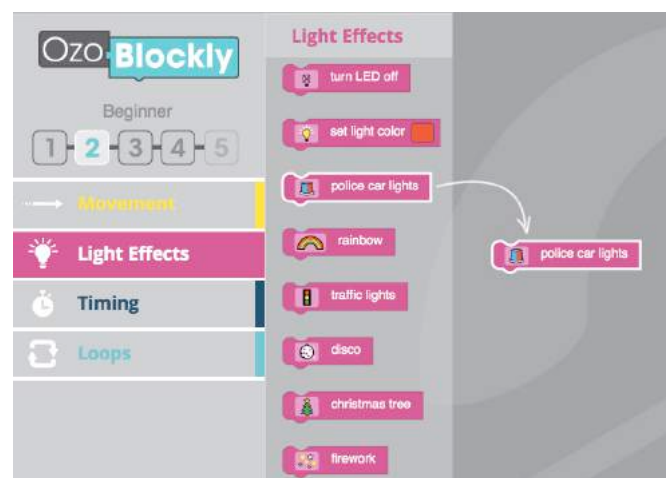 Ozo Blockly
Beginner
1 2 3 4 5
Movement
Light Effects
Timing
Loops
Light Effects
turn LED off
set light color
police car lights
rainbow
traffic lights
disco
christmas tree
firework
police car lights